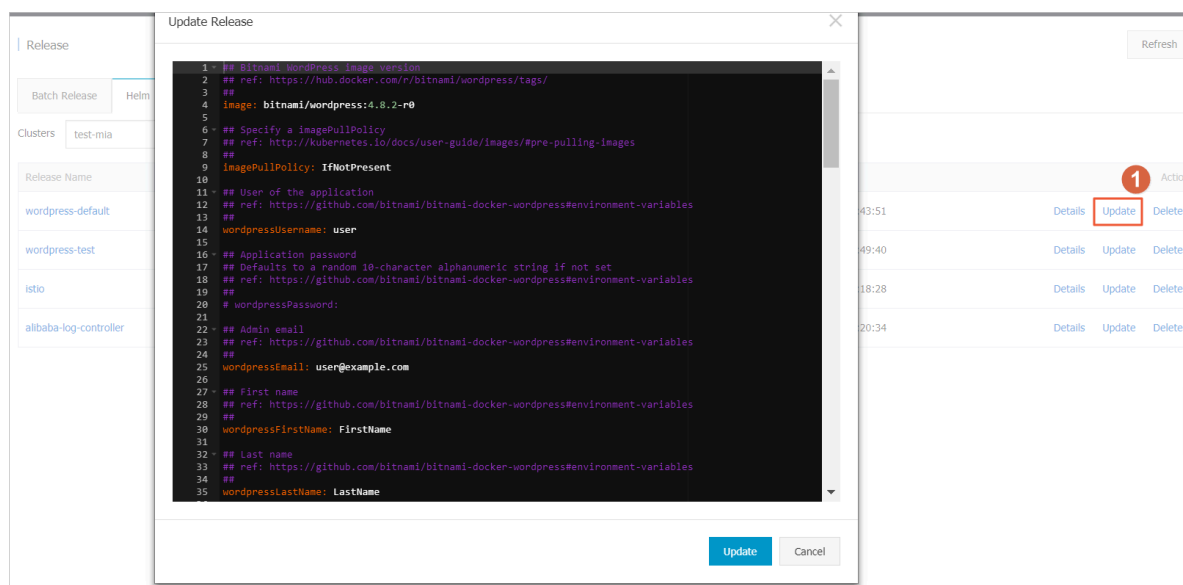 Update Release
Release
Refresh
Batch Release Helm
Clusters test-mia
Release Name
1
wordpress-default 43:51 Details Update Delete
wordpress-test 49:40 Details Update Delete
istio 18:28 Details Update Delete
alibaba-log-controller 20:34 Details Update Delete
1 ## Bitnami WordPress image version
2 ## ref: https://hub.docker.com/r/bitnami/wordpress/tags/
3 ##
4 image: bitnami/wordpress:4.8.2-r0
5
6 ## Specify a imagePullPolicy
7 ## ref: http://kubernetes.io/docs/user-guide/images/#pre-pulling-images
8 ##
9 imagePullPolicy: IfNotPresent
10
11 ## User of the application
12 ## ref: https://github.com/bitnami/bitnami-docker-wordpress#environment-variables
13 ##
14 wordpressUsername: user
15
16 ## Application password
17 ## Defaults to a random 10-character alphanumeric string if not set
18 ## ref: https://github.com/bitnami/bitnami-docker-wordpress#environment-variables
19 ##
20 # wordpressPassword:
21
22 ## Admin email
23 ## ref: https://github.com/bitnami/bitnami-docker-wordpress#environment-variables
24 ##
25 wordpressEmail: user@example.com
26
27 ## First name
28 ## ref: https://github.com/bitnami/bitnami-docker-wordpress#environment-variables
29 ##
30 wordpressFirstName: FirstName
31
32 ## Last name
33 ## ref: https://github.com/bitnami/bitnami-docker-wordpress#environment-variables
34 ##
35 wordpressLastName: LastName
Update Cancel